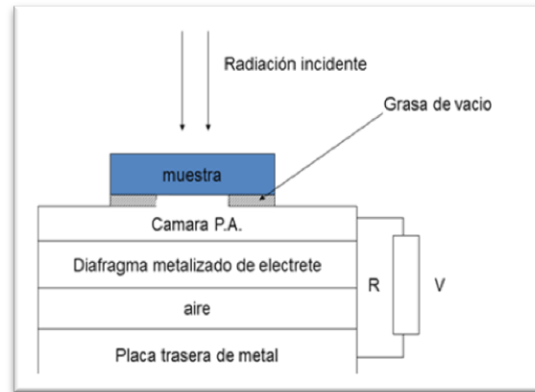 Radiación incidente
Grasa de vacio
muestra
Camara P.A.
Diafragma metalizado de electrete
R
V
aire
Placa trasera de metal